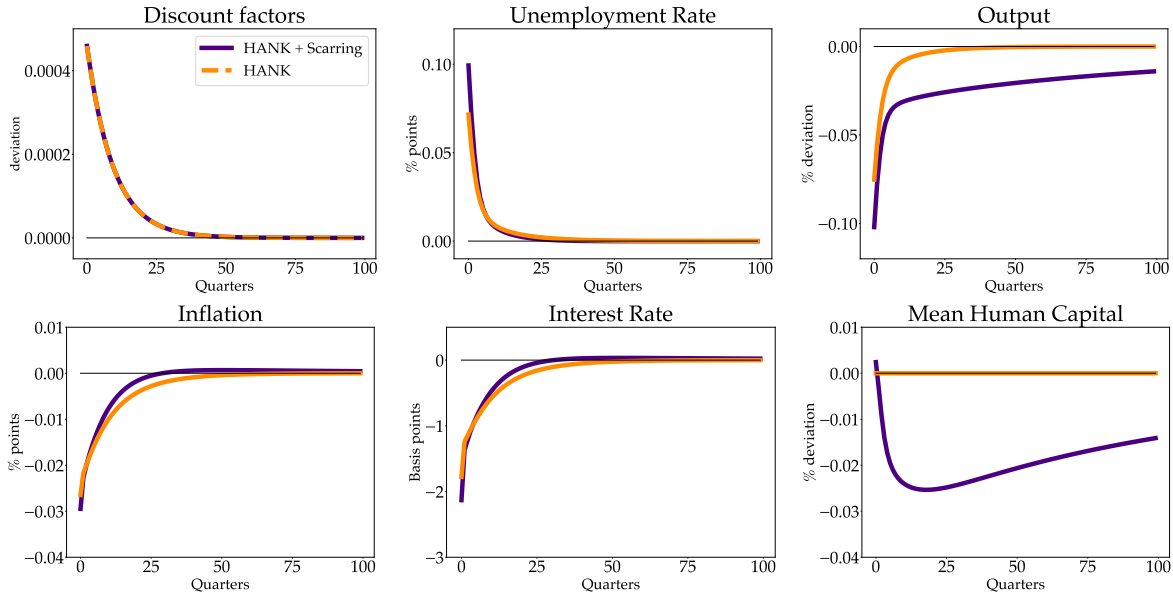 Discount factors
HANK + Scarring
HANK
deviation
0.0004
0.0002
0.0000
0 25 50 75 100
Quarters
Unemployment Rate
% points
0.10
0.05
0.00
0 25 50 75 100
Quarters
Output
% deviation
0.00
−0.05
−0.10
0 25 50 75 100
Quarters
Inflation
% points
0.01
0.00
−0.01
−0.02
−0.03
−0.04
0 25 50 75 100
Quarters
Interest Rate
Basis points
0
−1
−2
−3
0 25 50 75 100
Quarters
Mean Human Capital
% deviation
0.01
0.00
−0.01
−0.02
−0.03
−0.04
0 25 50 75 100
Quarters